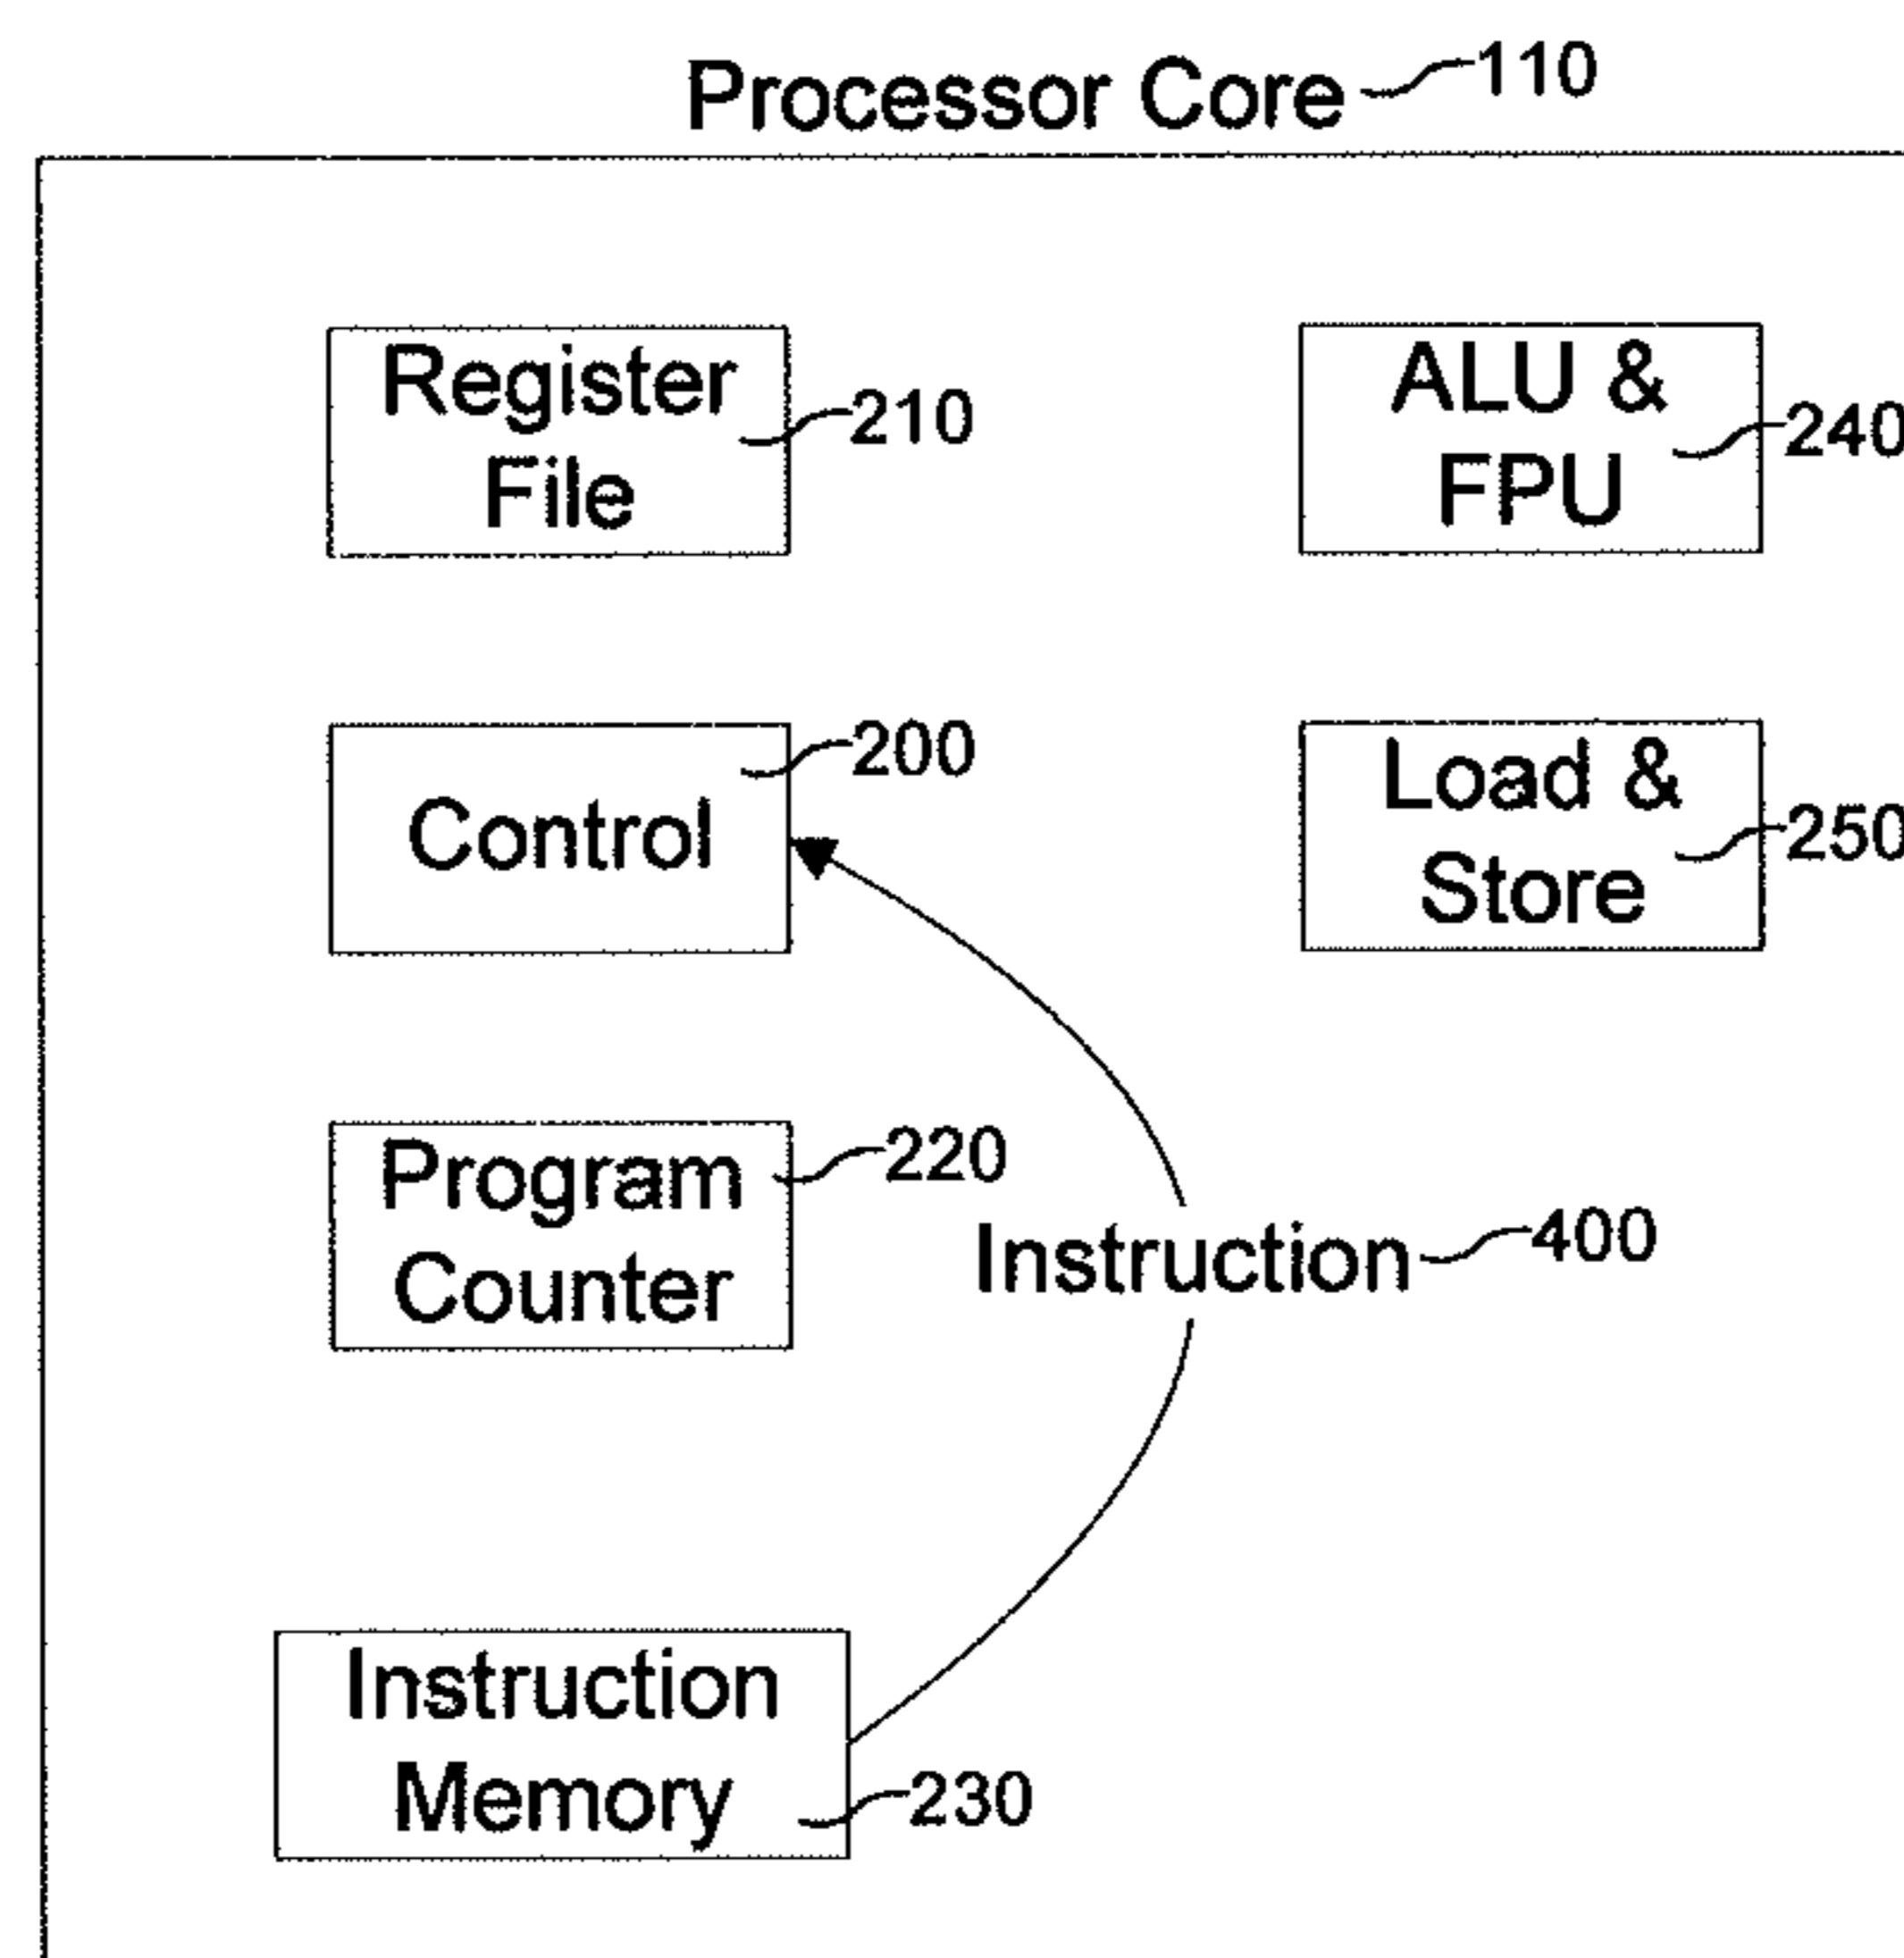 Processor Core 110
Register
File
210
ALU &
FPU
240
Control
200
Load &
Store
250
Program
Counter
220
Instruction 400
Instruction
Memory
230